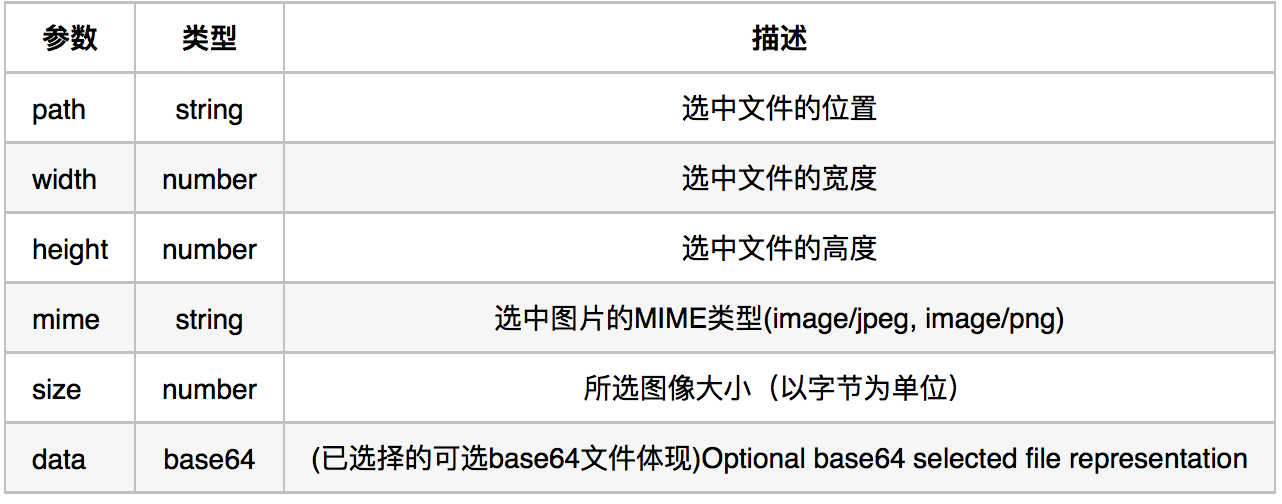 参数 类型 描述
path string 选中文件的位置
width number 选中文件的宽度
height number 选中文件的高度
mime string 选中图片的MIME类型(image/jpeg, image/png)
size number 所选图像大小（以字节为单位）
data base64 (已选择的可选base64文件体现)Optional base64 selected file representation